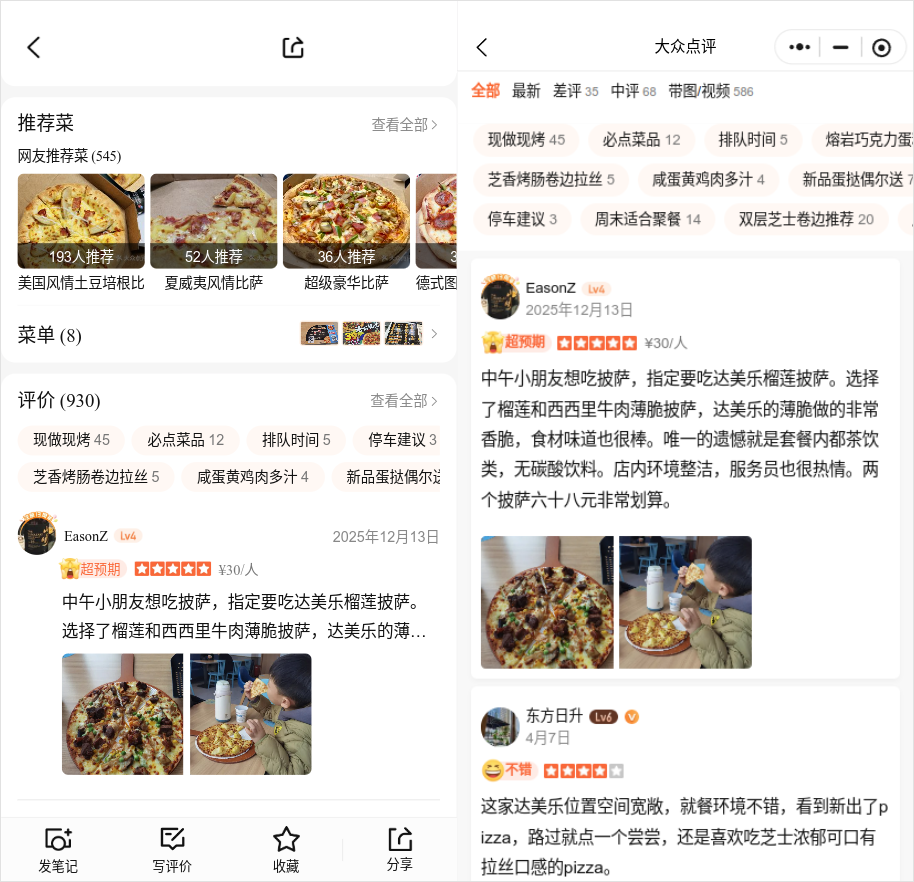 推荐菜
查看全部
网友推荐菜 (545)
193人推荐
52人推荐
36人推荐
3
美国风情土豆培根比
夏威夷风情比萨
超级豪华比萨
德式图
菜单 (8)
评价 (930)
查看全部
现做现烤 45
必点菜品 12
排队时间 5
停车建议 3
芝香烤肠卷边拉丝 5
咸蛋黄鸡肉多汁 4
新品蛋挞偶尔送
EasonZ Lv4
2025年12月13日
超预期
¥30/人
中午小朋友想吃披萨，指定要吃达美乐榴莲披萨。
选择了榴莲和西西里牛肉薄脆披萨，达美乐的薄…
发笔记
写评价
收藏
分享
大众点评
全部 最新 差评 35 中评 68 带图/视频 586
现做现烤 45
必点菜品 12
排队时间 5
熔岩巧克力蛋
芝香烤肠卷边拉丝 5
咸蛋黄鸡肉多汁 4
新品蛋挞偶尔送 7
停车建议 3
周末适合聚餐 14
双层芝士卷边推荐 20
EasonZ Lv4
2025年12月13日
超预期
¥30/人
中午小朋友想吃披萨，指定要吃达美乐榴莲披萨。选择
了榴莲和西西里牛肉薄脆披萨，达美乐的薄脆做的非常
香脆，食材味道也很棒。唯一的遗憾就是套餐内都茶饮
类，无碳酸饮料。店内环境整洁，服务员也很热情。两
个披萨六十八元非常划算。
东方日升 Lv6 V
4月7日
不错
这家达美乐位置空间宽敞，就餐环境不错，看到新出了p
izza，路过就点一个尝尝，还是喜欢吃芝士浓郁可口有
拉丝口感的pizza。